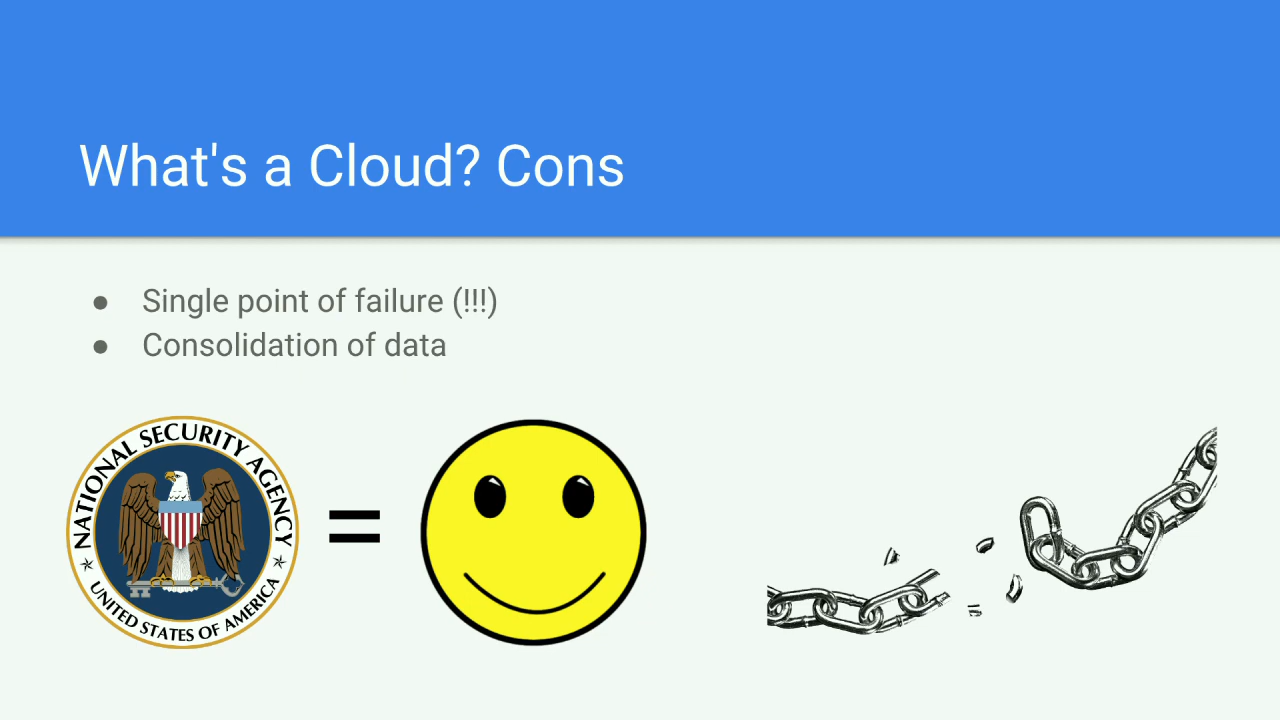 What's a Cloud? Cons
● Single point of failure (!!!)
● Consolidation of data
NATIONAL SECURITY AGENCY
UNITED STATES OF AMERICA
=